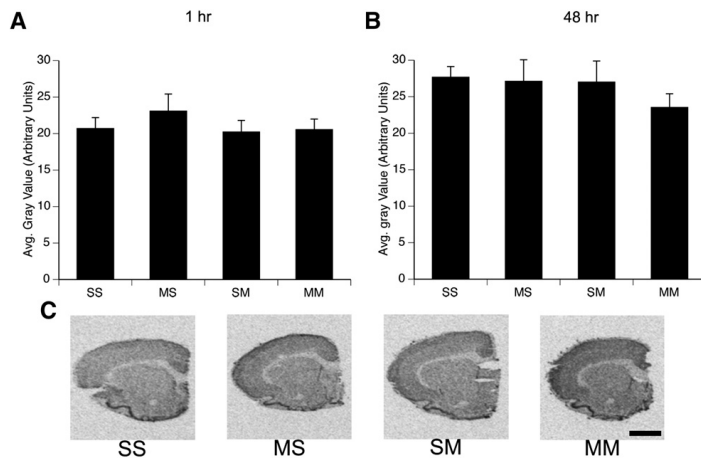 A
1 hr
Avg. Gray Value (Arbitrary Units)
30
25
20
15
10
5
0
SS MS SM MM
B
48 hr
Avg. gray Value (Arbitrary Units)
30
25
20
15
10
5
0
SS MS SM MM
C
SS MS SM MM